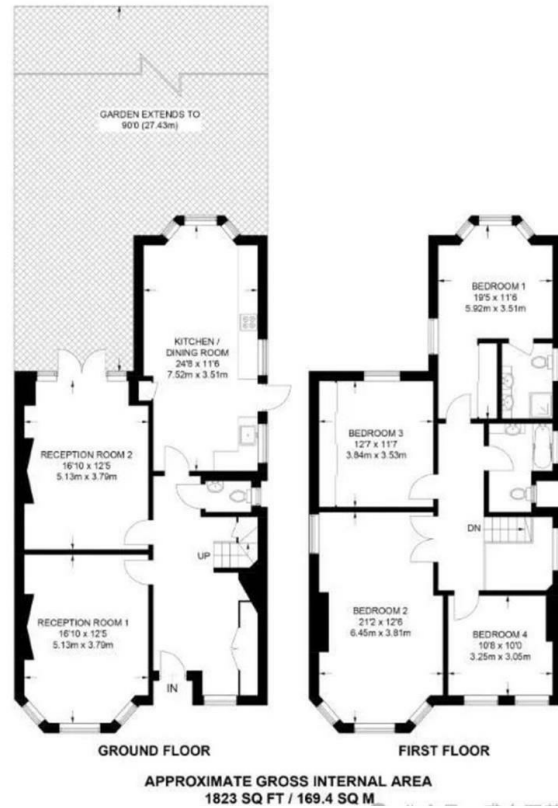 GARDEN EXTENDS TO
90'0 (27.43m)
KITCHEN /
DINING ROOM
24'8 x 11'6
7.52m x 3.51m
RECEPTION ROOM 2
16'10 x 12'5
5.13m x 3.79m
UP
RECEPTION ROOM 1
16'10 x 12'5
5.13m x 3.79m
IN
GROUND FLOOR
BEDROOM 1
19'5 x 11'6
5.92m x 3.51m
BEDROOM 3
12'7 x 11'7
3.84m x 3.53m
DN
BEDROOM 2
21'2 x 12'6
6.45m x 3.81m
BEDROOM 4
10'8 x 10'0
3.25m x 3.05m
FIRST FLOOR
APPROXIMATE GROSS INTERNAL AREA
1823 SQ FT / 169.4 SQ M